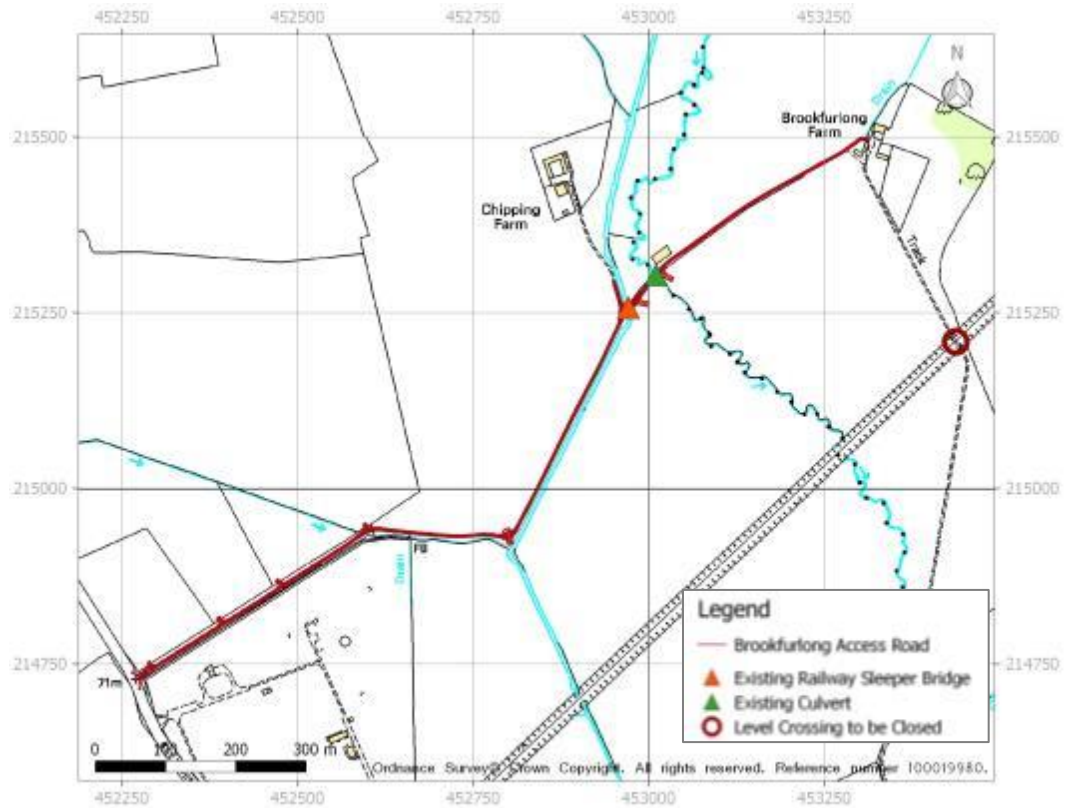 452250 452500 452750 453000 453250
N
215500
215250
215000
214750
Drain
Brookfurlong
Farm
215500
Chipping
Farm
Track
215250
215000
FB
Drain
Legend
Brookfurlong Access Road
Existing Railway Sleeper Bridge
Existing Culvert
Level Crossing to be Closed
71m
214750
0 100 200 300 m
Ordnance Survey© Crown Copyright. All rights reserved. Reference number 100019980.
452250 452500 452750 453000 453250